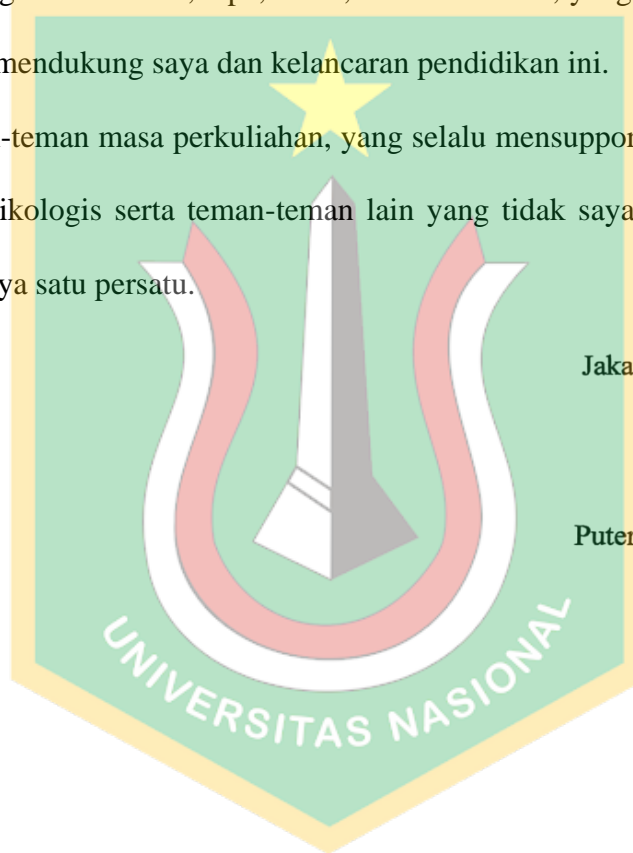 mendukung saya dan kelancaran pendidikan ini.
-teman masa perkuliahan, yang selalu mensuppor
ikologis serta teman-teman lain yang tidak saya
ya satu persatu.
Jaka
Puter
UNIVERSITAS NASIONAL